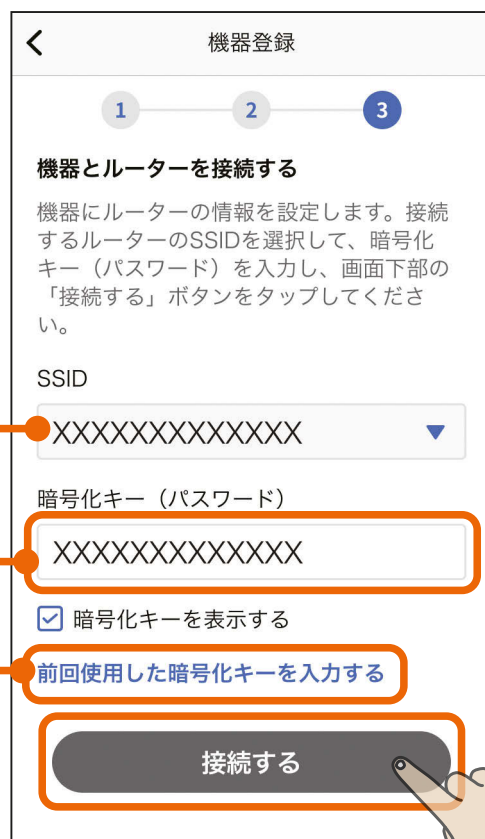 機器登録
1 2 3
機器とルーターを接続する
機器にルーターの情報を設定します。接続
するルーターのSSIDを選択して、暗号化
キー（パスワード）を入力し、画面下部の
「接続する」ボタンをタップしてくださ
い。
SSID
XXXXXXXXXXXXX
暗号化キー（パスワード）
XXXXXXXXXXXXX
暗号化キーを表示する
前回使用した暗号化キーを入力する
接続する